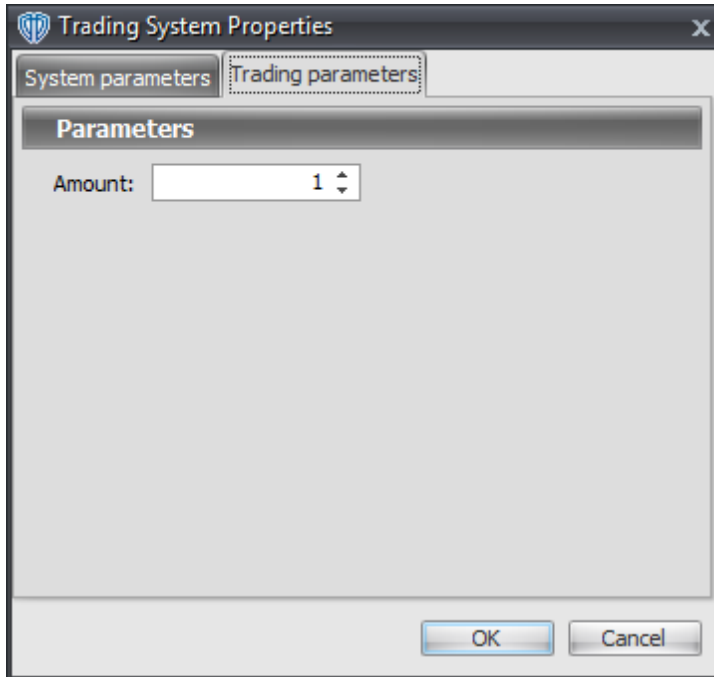 Trading System Properties
System parameters Trading parameters
Parameters
Amount: 1
OK Cancel